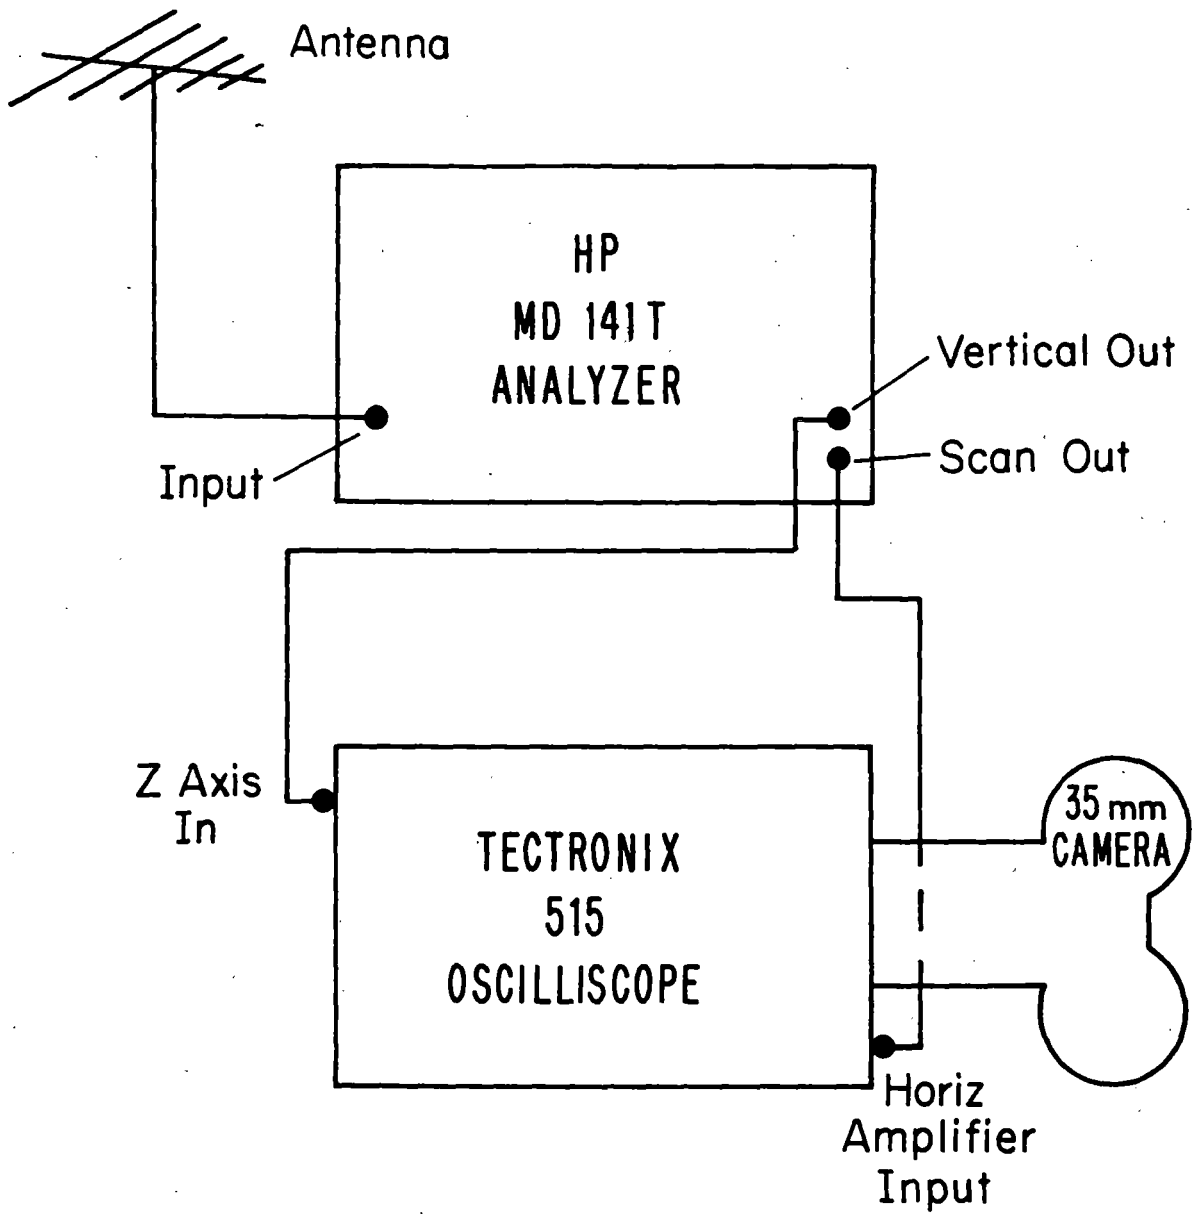 Antenna
HP
MD 141T
ANALYZER
Vertical Out
Scan Out
Input
Z Axis
In
TECTRONIX
515
OSCILLISCOPE
35 mm
CAMERA
Horiz
Amplifier
Input